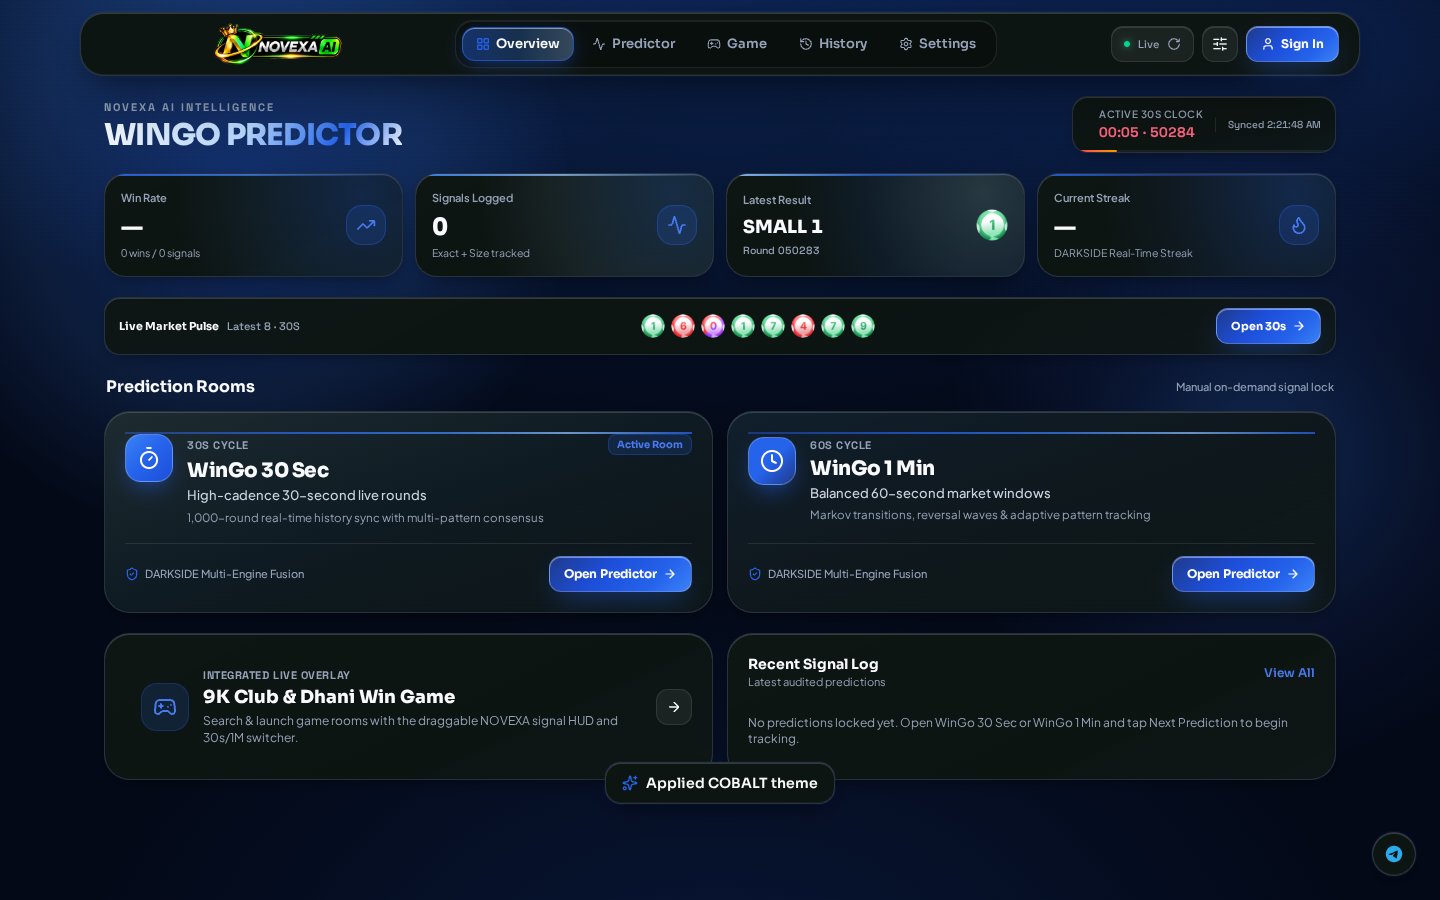 NOVEXA AI
Overview
Predictor
Game
History
Settings
Live
Sign In
NOVEXA AI INTELLIGENCE
WINGO PREDICTOR
ACTIVE 30S CLOCK
00:05 · 50284
Synced 2:21:48 AM
Win Rate
—
0 wins / 0 signals
Signals Logged
0
Exact + Size tracked
Latest Result
SMALL 1
Round 050283
1
Current Streak
—
DARKSIDE Real-Time Streak
Live Market Pulse Latest 8 · 30S
1 6 0 1 7 4 7 9
Open 30s
Prediction Rooms
Manual on-demand signal lock
30S CYCLE
Active Room
WinGo 30 Sec
High-cadence 30-second live rounds
1,000-round real-time history sync with multi-pattern consensus
DARKSIDE Multi-Engine Fusion
Open Predictor
60S CYCLE
WinGo 1 Min
Balanced 60-second market windows
Markov transitions, reversal waves & adaptive pattern tracking
DARKSIDE Multi-Engine Fusion
Open Predictor
INTEGRATED LIVE OVERLAY
9K Club & Dhani Win Game
Search & launch game rooms with the draggable NOVEXA signal HUD and
30s/1M switcher.
Recent Signal Log
Latest audited predictions
View All
No predictions locked yet. Open WinGo 30 Sec or WinGo 1 Min and tap Next Prediction to begin
tracking.
Applied COBALT theme